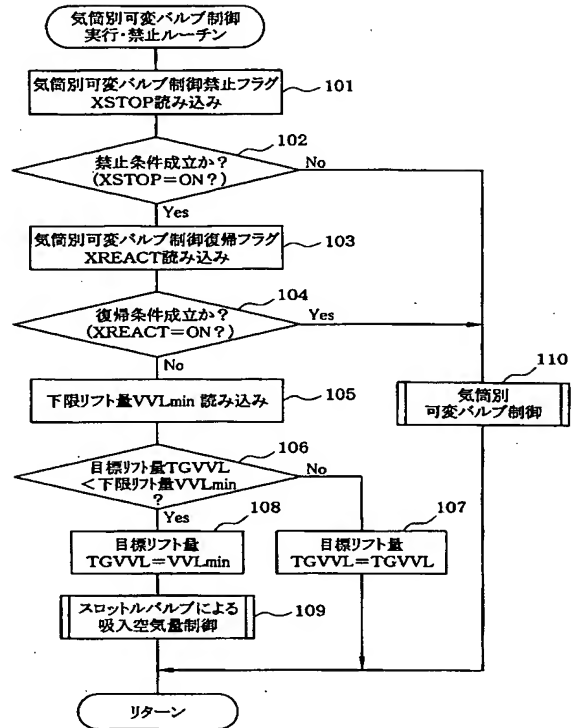 気筒別可変バルブ制御
実行・禁止ルーチン
気筒別可変バルブ制御禁止フラグ
XSTOP読み込み
101
禁止条件成立か?
(XSTOP=ON?)
102
No
Yes
気筒別可変バルブ制御復帰フラグ
XREACT読み込み
103
復帰条件成立か?
(XREACT=ON?)
104
Yes
No
下限リフト量VVLmin 読み込み
105
110
気筒別
可変バルブ制御
目標リフト量TGVVL
<下限リフト量VVLmin
?
106
No
Yes
108
目標リフト量
TGVVL=VVLmin
107
目標リフト量
TGVVL=TGVVL
スロットルバルブによる
吸入空気量制御
109
リターン